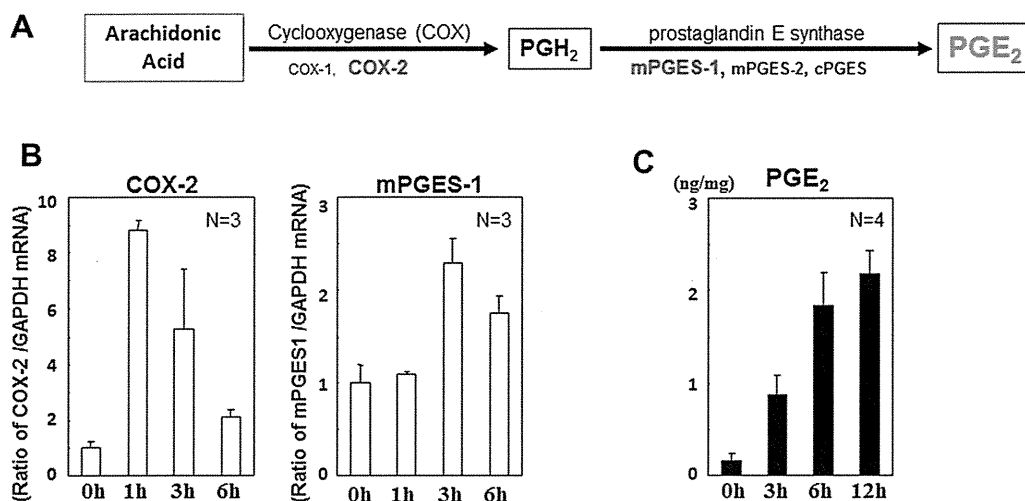 A
Arachidonic
Acid
Cyclooxygenase (COX)
COX-1, COX-2
PGH2
prostaglandin E synthase
mPGES-1, mPGES-2, cPGES
PGE2
B
COX-2
(Ratio of COX-2 /GAPDH mRNA)
10
8
6
4
2
0
N=3
0h 1h 3h 6h
mPGES-1
(Ratio of mPGES1 /GAPDH mRNA)
3
2
1
0
N=3
0h 1h 3h 6h
C
(ng/mg)
PGE2
3
2
1
0
N=4
0h 3h 6h 12h